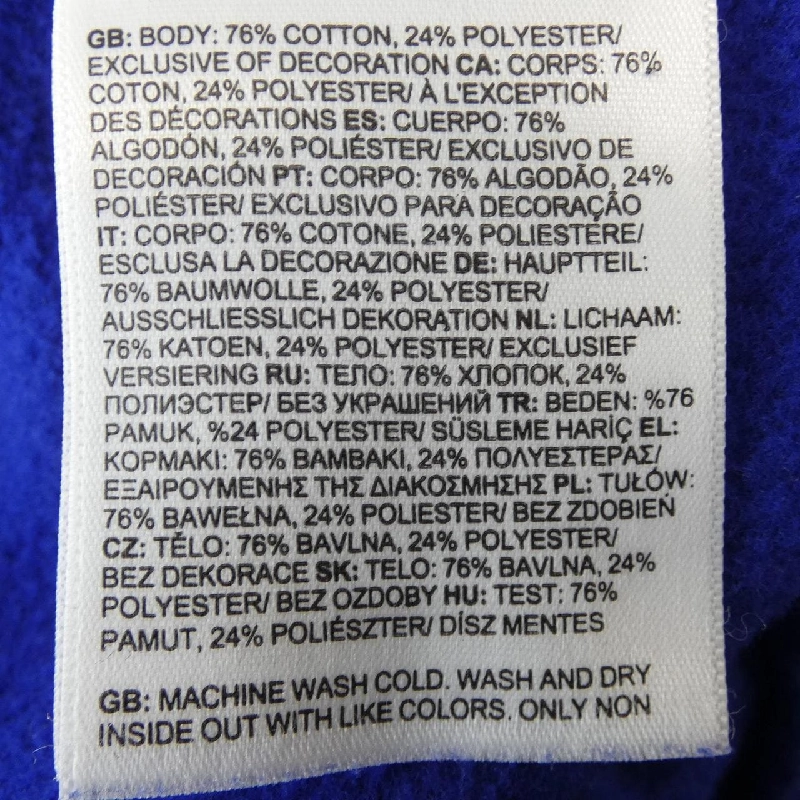 GB: BODY: 76% COTTON, 24% POLYESTER/
EXCLUSIVE OF DECORATION CA: CORPS: 76%
COTON, 24% POLYESTER/ À L'EXCEPTION
DES DÉCORATIONS ES: CUERPO: 76%
ALGODÓN, 24% POLIÉSTER/ EXCLUSIVO DE
DECORACIÓN PT: CORPO: 76% ALGODÃO, 24%
POLIÉSTER/ EXCLUSIVO PARA DECORAÇÃO
IT: CORPO: 76% COTONE, 24% POLIESTERE/
ESCLUSA LA DECORAZIONE DE: HAUPTTEIL:
76% BAUMWOLLE, 24% POLYESTER/
AUSSCHLIESSLICH DEKORATION NL: LICHAAM:
76% KATOEN, 24% POLYESTER/ EXCLUSIEF
VERSIERING RU: ТЕЛО: 76% ХЛОПОК, 24%
ПОЛИЭСТЕР/ БЕЗ УКРАШЕНИЙ TR: BEDEN: %76
PAMUK, %24 POLYESTER/ SÜSLEME HARİÇ EL:
ΚΟΡΜΑΚΙ: 76% ΒΑΜΒΑΚΙ, 24% ΠΟΛΥΕΣΤΕΡΑΣ/
ΕΞΑΙΡΟΥΜΕΝΗΣ ΤΗΣ ΔΙΑΚΟΣΜΗΣΗΣ PL: TUŁÓW:
76% BAWEŁNA, 24% POLIESTER/ BEZ ZDOBIEŃ
CZ: TĚLO: 76% BAVLNA, 24% POLYESTER/
BEZ DEKORACE SK: TELO: 76% BAVLNA, 24%
POLYESTER/ BEZ OZDOBY HU: TEST: 76%
PAMUT, 24% POLIÉSZTER/ DÍSZ MENTES
GB: MACHINE WASH COLD. WASH AND DRY
INSIDE OUT WITH LIKE COLORS. ONLY NON